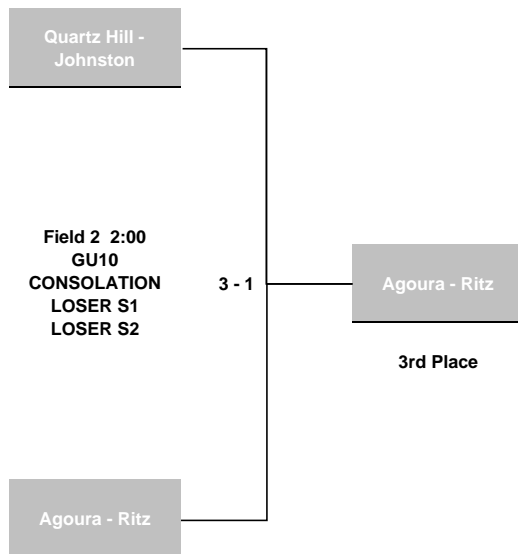 Quartz Hill -
Johnston
Field 2  2:00
GU10
CONSOLATION
LOSER S1
LOSER S2
3 - 1
Agoura - Ritz
3rd Place
Agoura - Ritz